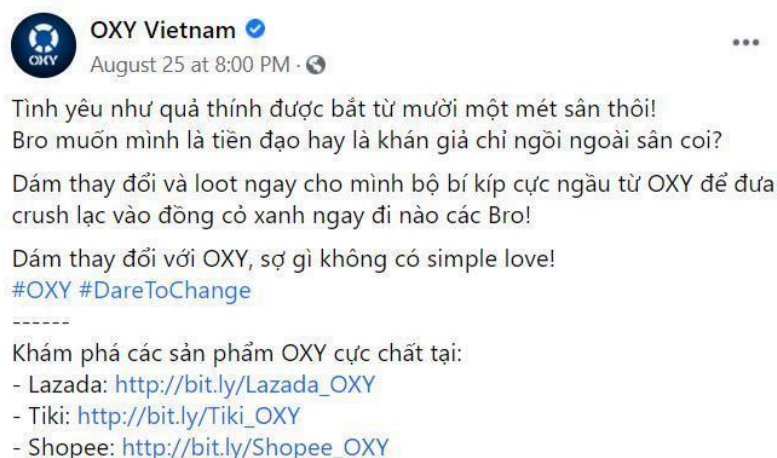 OXY Vietnam
OXY
August 25 at 8:00 PM ·
Tình yêu như quả thính được bắt từ mười một mét sân thôi!
Bro muốn mình là tiền đạo hay là khán giả chỉ ngồi ngoài sân coi?
Dám thay đổi và loot ngay cho mình bộ bí kíp cực ngầu từ OXY để đưa
crush lạc vào đồng cỏ xanh ngay đi nào các Bro!
Dám thay đổi với OXY, sợ gì không có simple love!
#OXY #DareToChange
------
Khám phá các sản phẩm OXY cực chất tại:
- Lazada: http://bit.ly/Lazada_OXY
- Tiki: http://bit.ly/Tiki_OXY
- Shopee: http://bit.ly/Shopee_OXY